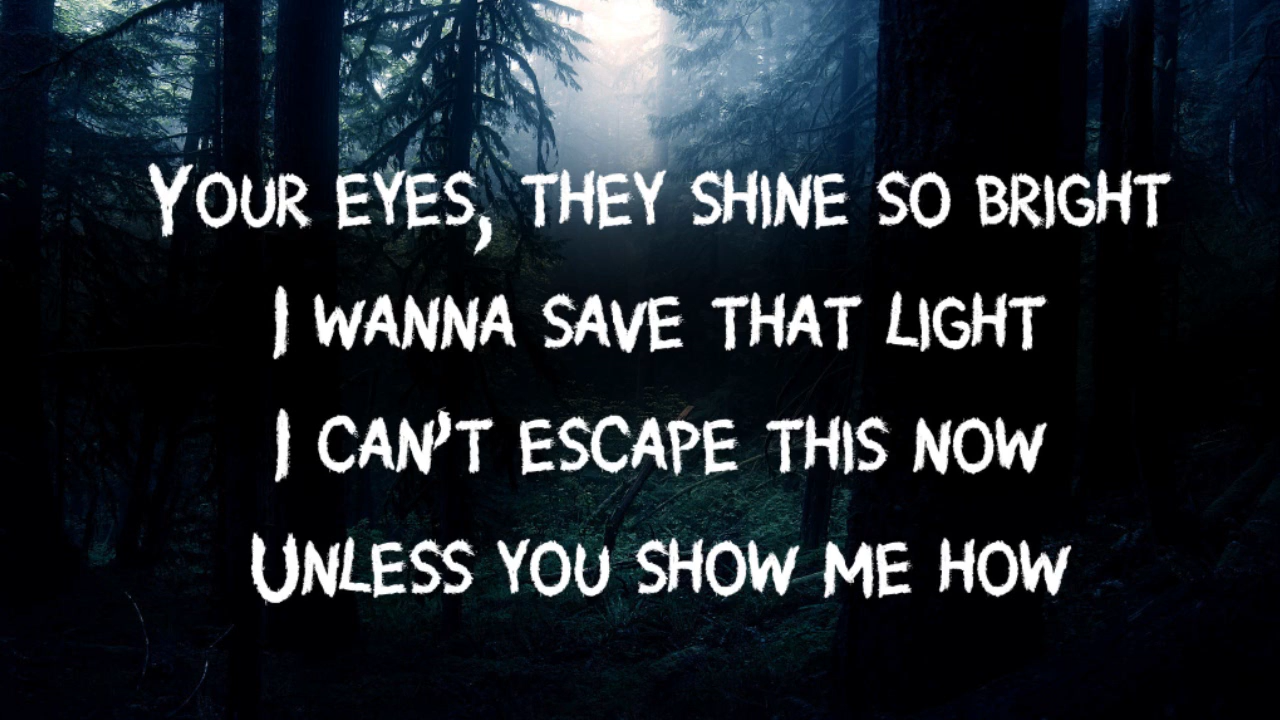 Your eyes, they shine so bright
I wanna save that light
I can't escape this now
Unless you show me how